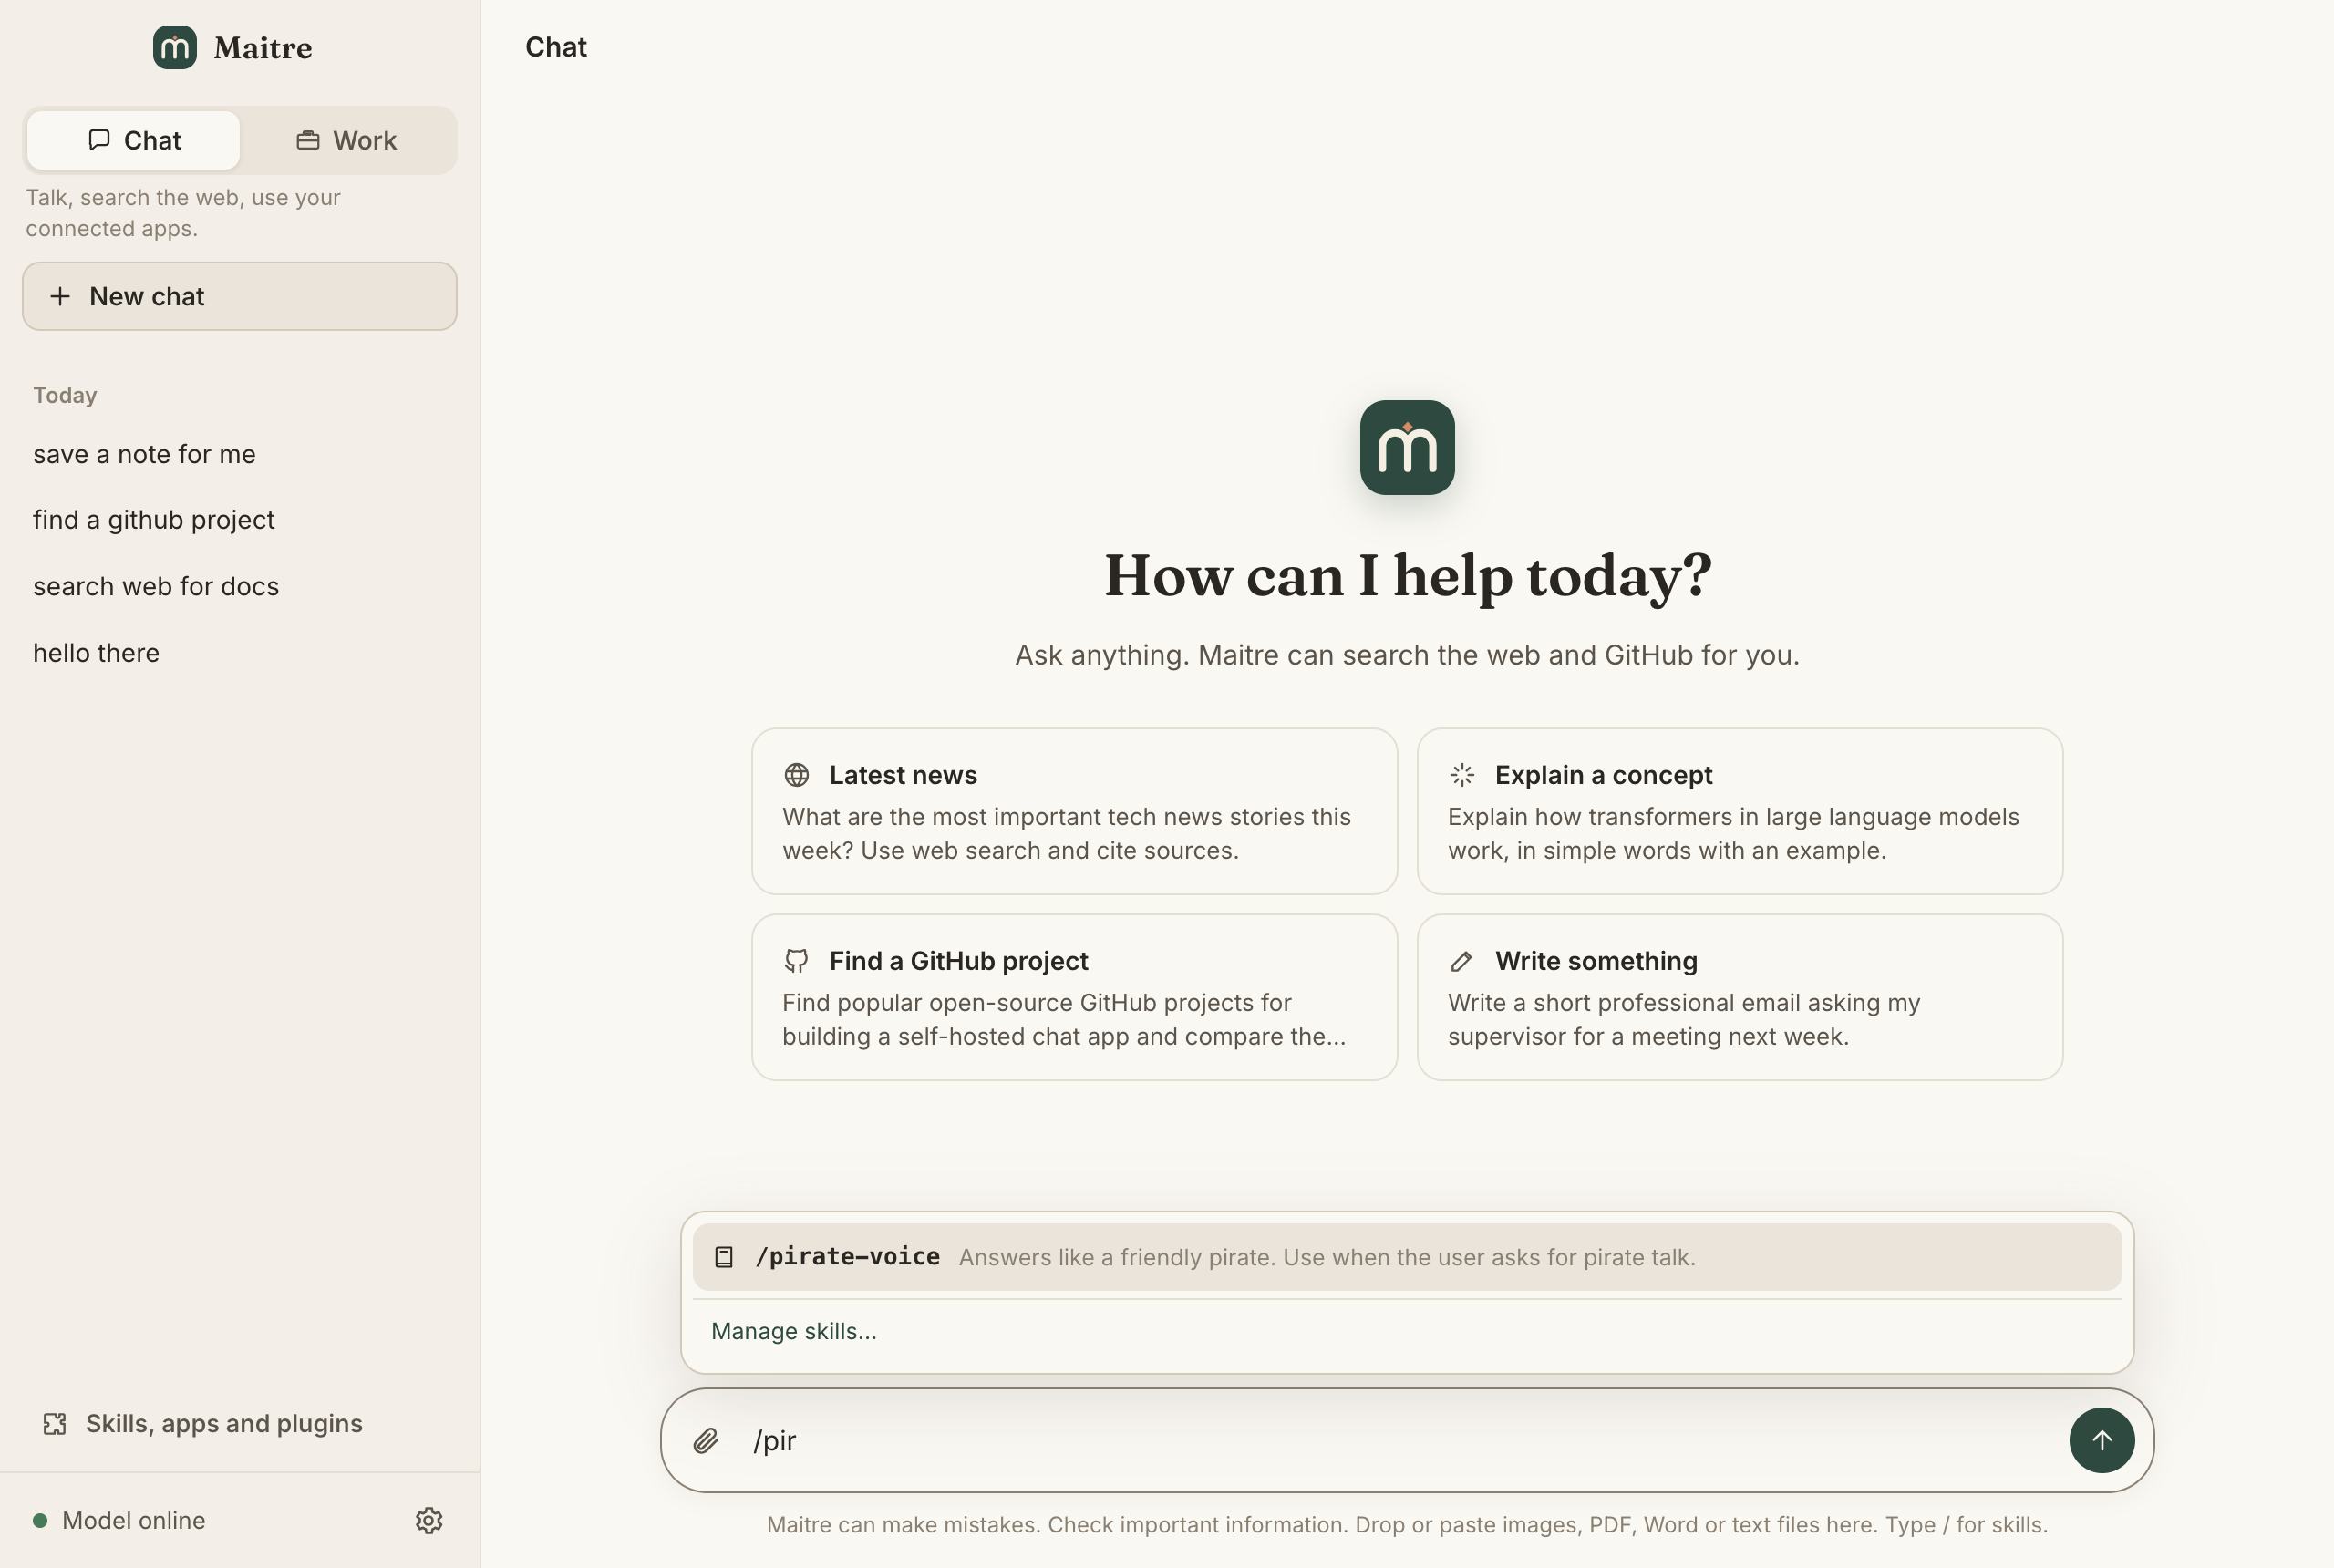 Maitre
Chat
Work
Talk, search the web, use your
connected apps.
New chat
Today
save a note for me
find a github project
search web for docs
hello there
Skills, apps and plugins
Model online
Chat
How can I help today?
Ask anything. Maitre can search the web and GitHub for you.
Latest news
What are the most important tech news stories this
week? Use web search and cite sources.
Explain a concept
Explain how transformers in large language models
work, in simple words with an example.
Find a GitHub project
Find popular open-source GitHub projects for
building a self-hosted chat app and compare the...
Write something
Write a short professional email asking my
supervisor for a meeting next week.
/pirate-voice Answers like a friendly pirate. Use when the user asks for pirate talk.
Manage skills...
/pir
Maitre can make mistakes. Check important information. Drop or paste images, PDF, Word or text files here. Type / for skills.